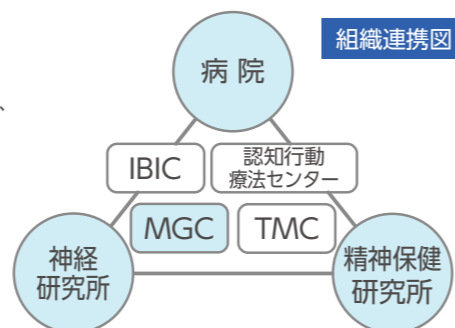 組織連携図
病院
、
IBIC
認知行動
療法センター
MGC
TMC
神経
研究所
精神保健
研究所